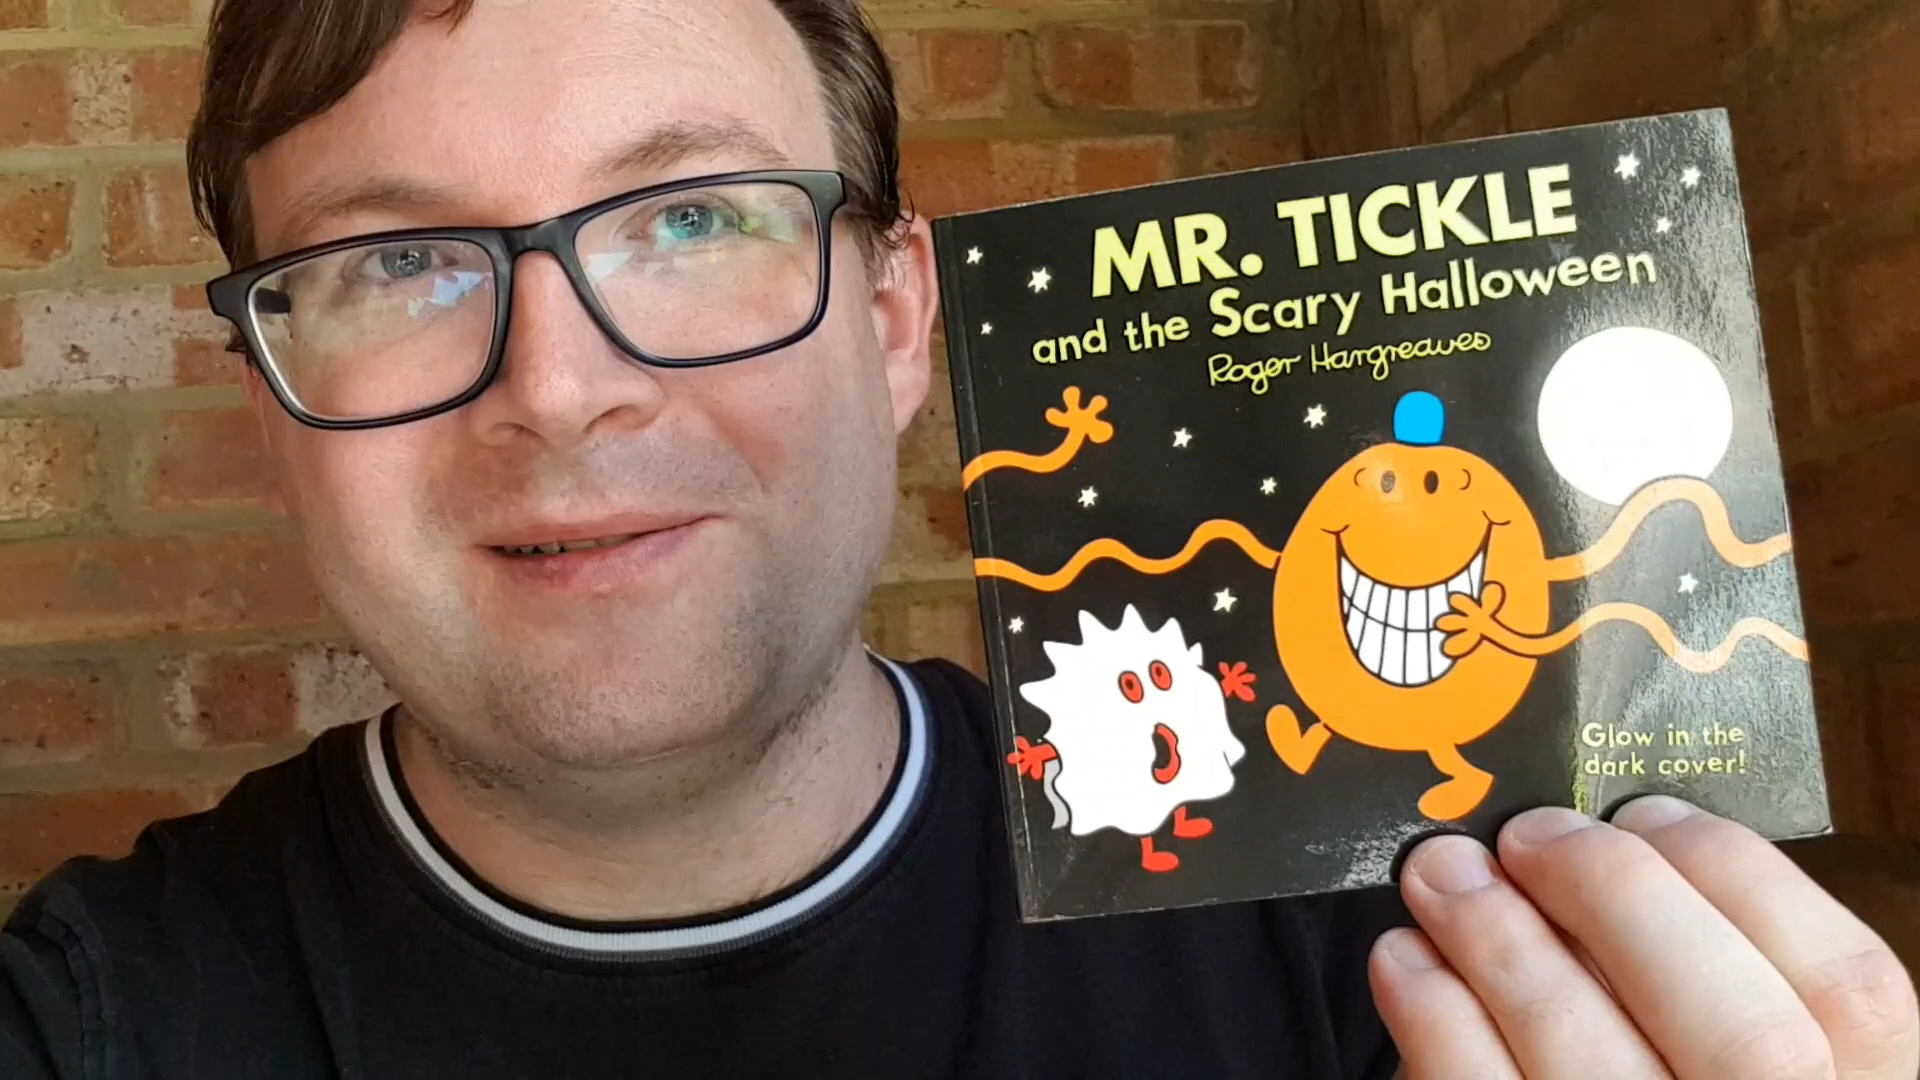 MR. TICKLE
and the Scary Halloween
Roger Hargreaves
Glow in the
dark cover!